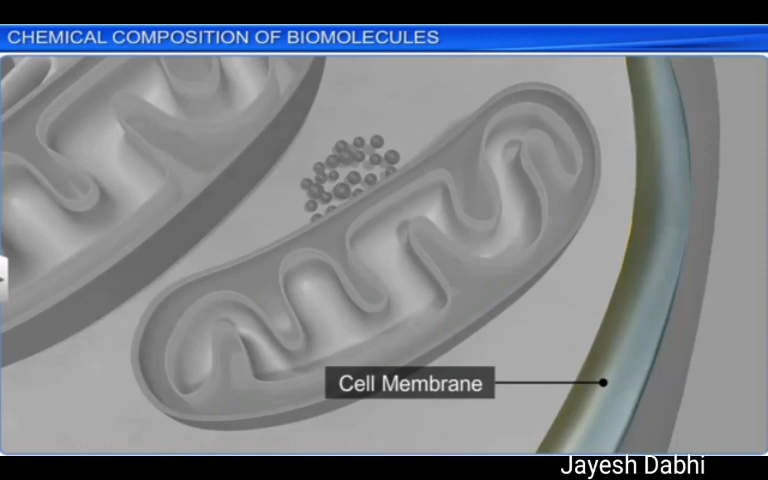 CHEMICAL COMPOSITION OF BIOMOLECULES
Cell Membrane
Jayesh Dabhi